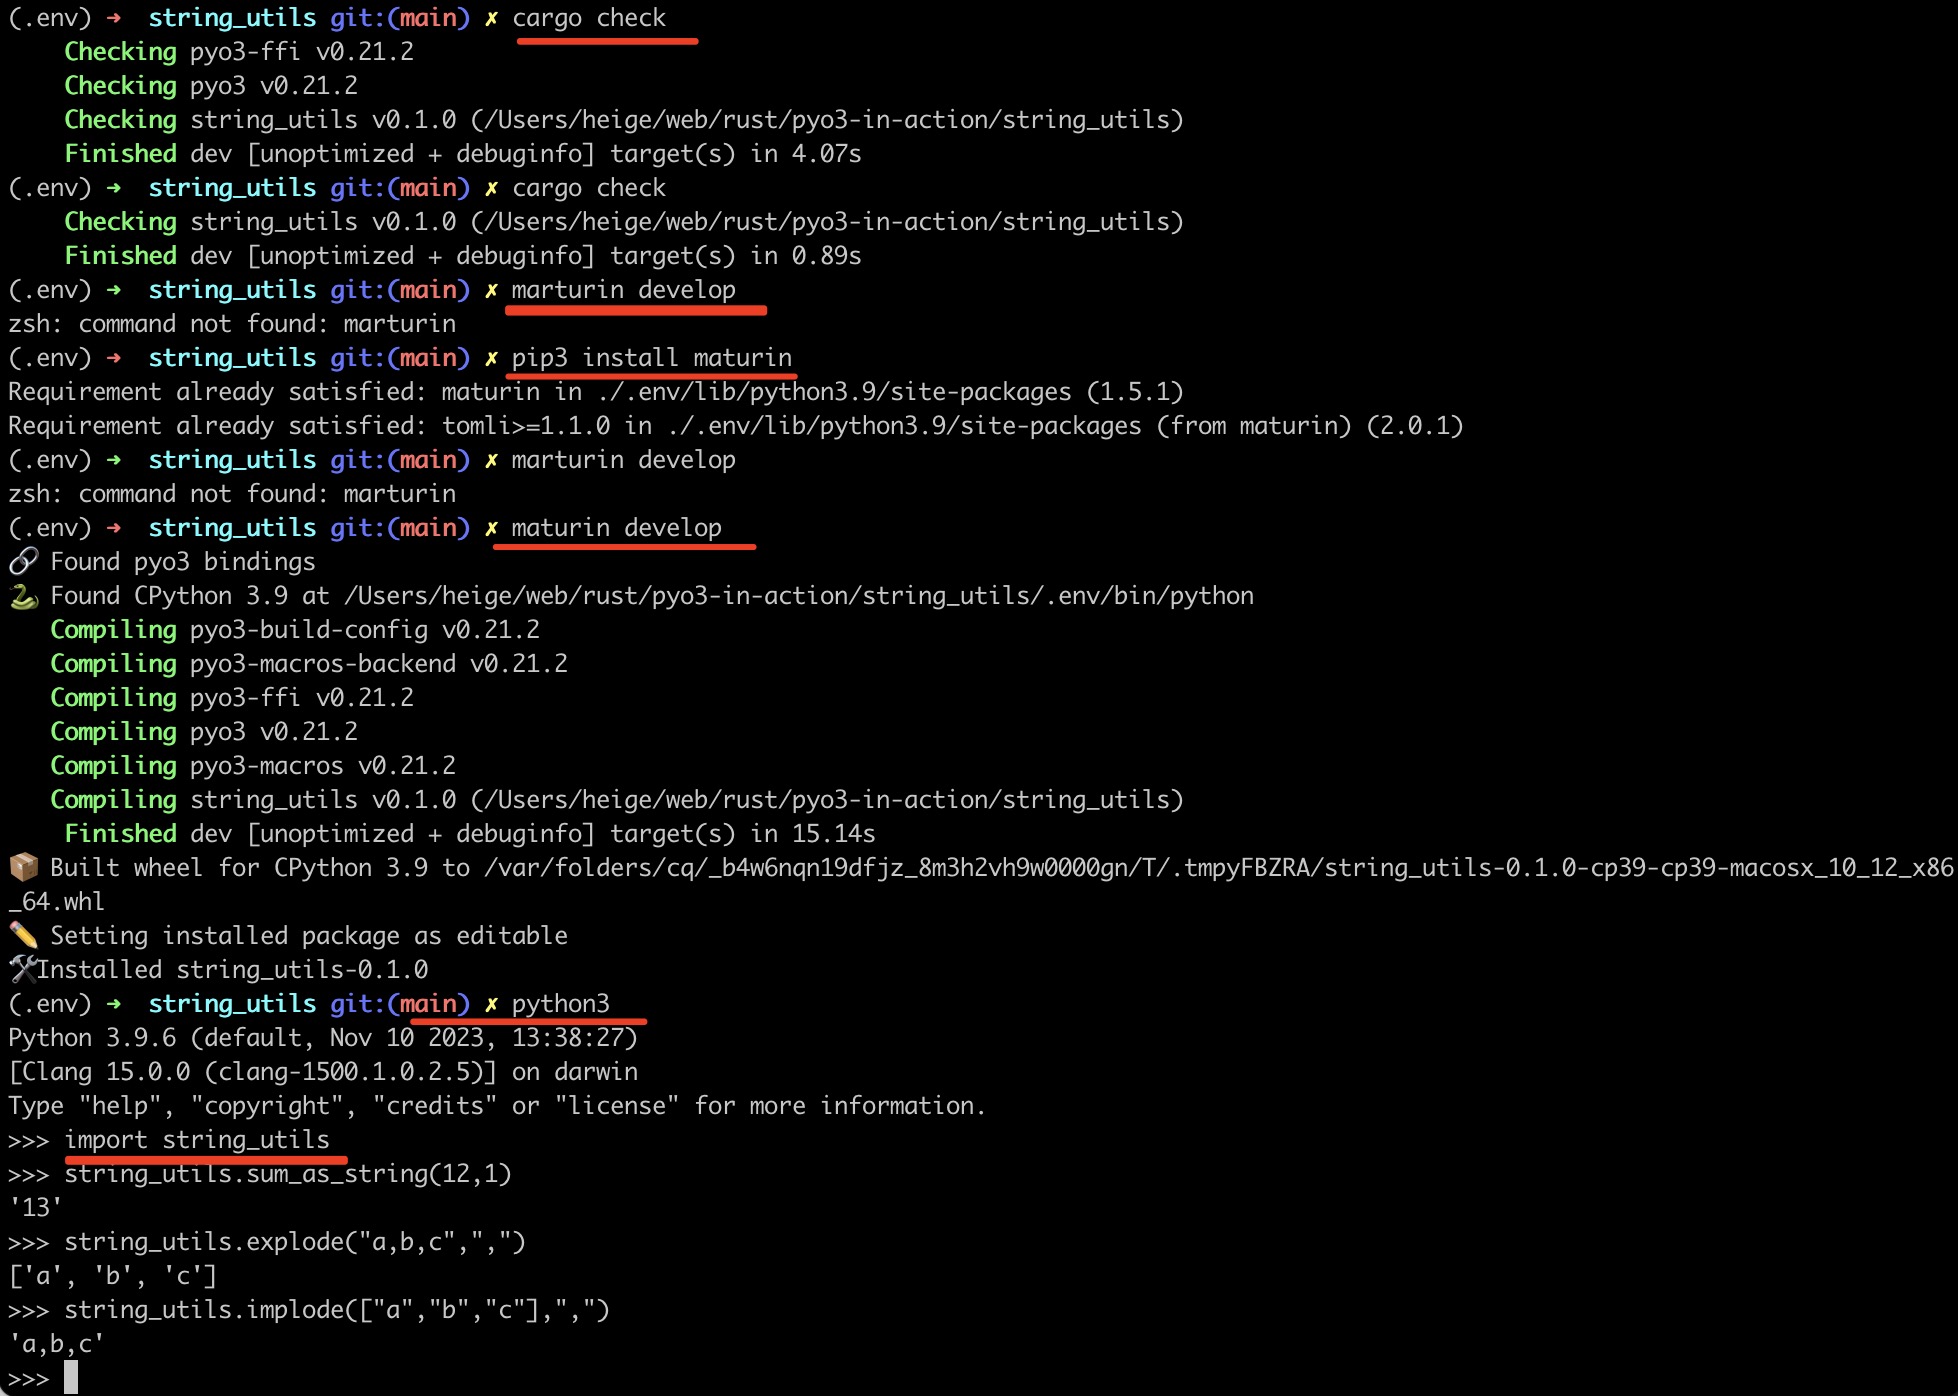 (.env) ➜  string_utils git:(main) ✗ cargo check
    Checking pyo3-ffi v0.21.2
    Checking pyo3 v0.21.2
    Checking string_utils v0.1.0 (/Users/heige/web/rust/pyo3-in-action/string_utils)
    Finished dev [unoptimized + debuginfo] target(s) in 4.07s
(.env) ➜  string_utils git:(main) ✗ cargo check
    Checking string_utils v0.1.0 (/Users/heige/web/rust/pyo3-in-action/string_utils)
    Finished dev [unoptimized + debuginfo] target(s) in 0.89s
(.env) ➜  string_utils git:(main) ✗ marturin develop
zsh: command not found: marturin
(.env) ➜  string_utils git:(main) ✗ pip3 install maturin
Requirement already satisfied: maturin in ./.env/lib/python3.9/site-packages (1.5.1)
Requirement already satisfied: tomli>=1.1.0 in ./.env/lib/python3.9/site-packages (from maturin) (2.0.1)
(.env) ➜  string_utils git:(main) ✗ marturin develop
zsh: command not found: marturin
(.env) ➜  string_utils git:(main) ✗ maturin develop
🔗 Found pyo3 bindings
🐍 Found CPython 3.9 at /Users/heige/web/rust/pyo3-in-action/string_utils/.env/bin/python
   Compiling pyo3-build-config v0.21.2
   Compiling pyo3-macros-backend v0.21.2
   Compiling pyo3-ffi v0.21.2
   Compiling pyo3 v0.21.2
   Compiling pyo3-macros v0.21.2
   Compiling string_utils v0.1.0 (/Users/heige/web/rust/pyo3-in-action/string_utils)
    Finished dev [unoptimized + debuginfo] target(s) in 15.14s
📦 Built wheel for CPython 3.9 to /var/folders/cq/_b4w6nqn19dfjz_8m3h2vh9w0000gn/T/.tmpyFBZRA/string_utils-0.1.0-cp39-cp39-macosx_10_12_x86
_64.whl
✏️ Setting installed package as editable
🛠Installed string_utils-0.1.0
(.env) ➜  string_utils git:(main) ✗ python3
Python 3.9.6 (default, Nov 10 2023, 13:38:27)
[Clang 15.0.0 (clang-1500.1.0.2.5)] on darwin
Type "help", "copyright", "credits" or "license" for more information.
>>> import string_utils
>>> string_utils.sum_as_string(12,1)
'13'
>>> string_utils.explode("a,b,c",",")
['a', 'b', 'c']
>>> string_utils.implode(["a","b","c"],",")
'a,b,c'
>>>